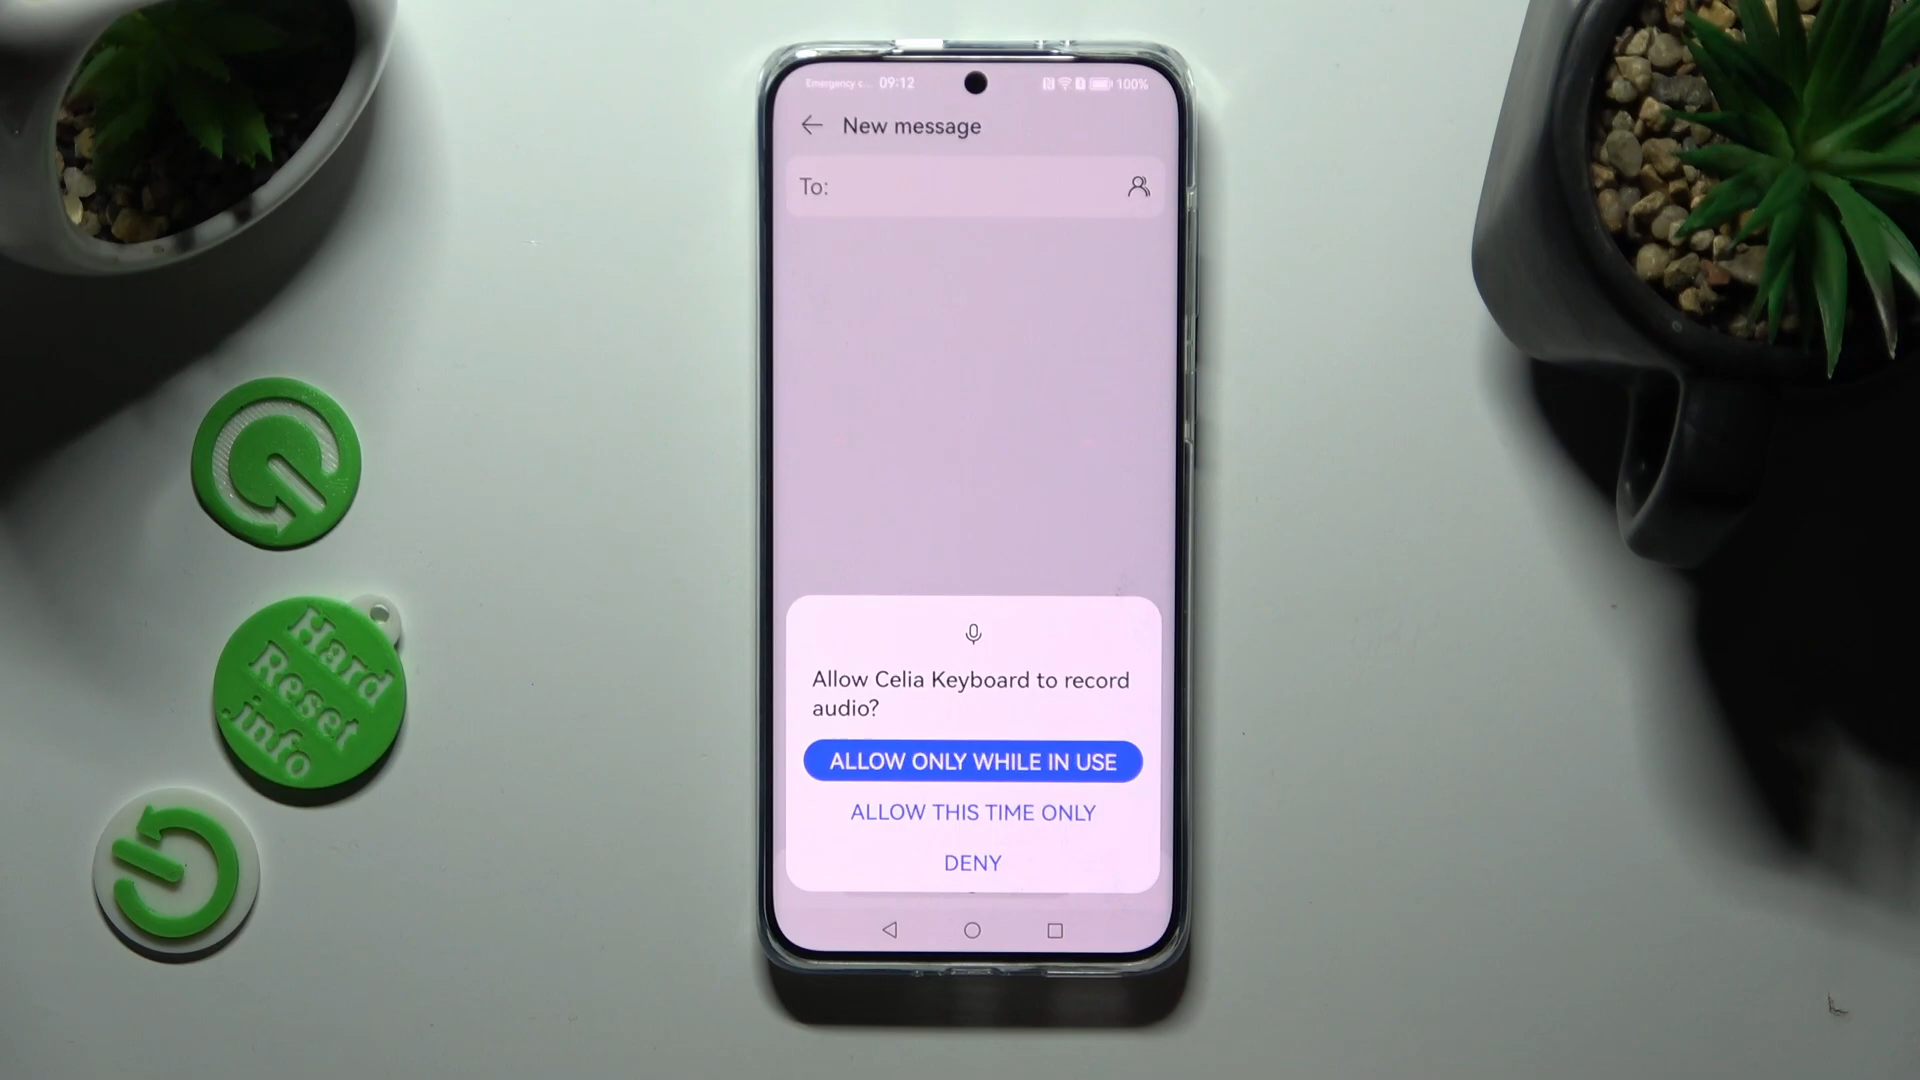 Emergency c... 09:12 100%
New message
To:
Allow Celia Keyboard to record
audio?
ALLOW ONLY WHILE IN USE
ALLOW THIS TIME ONLY
DENY
Hard
Reset
.info